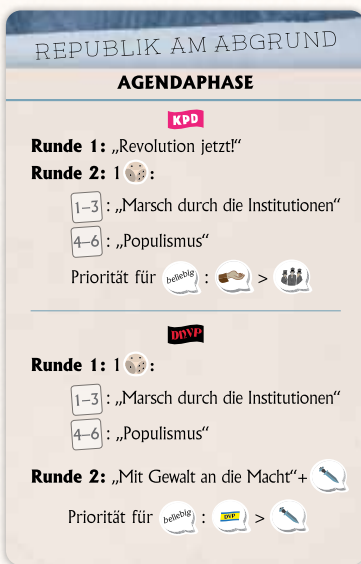 REPUBLIK AM ABGRUND
AGENDAPHASE
KPD
Runde 1: „Revolution jetzt!“
Runde 2: 1 :
1–3 : „Marsch durch die Institutionen“
4–6 : „Populismus“
Priorität für beliebig : >
DNVP
Runde 1: 1 :
1–3 : „Marsch durch die Institutionen“
4–6 : „Populismus“
Runde 2: „Mit Gewalt an die Macht“+
Priorität für beliebig : DVP >